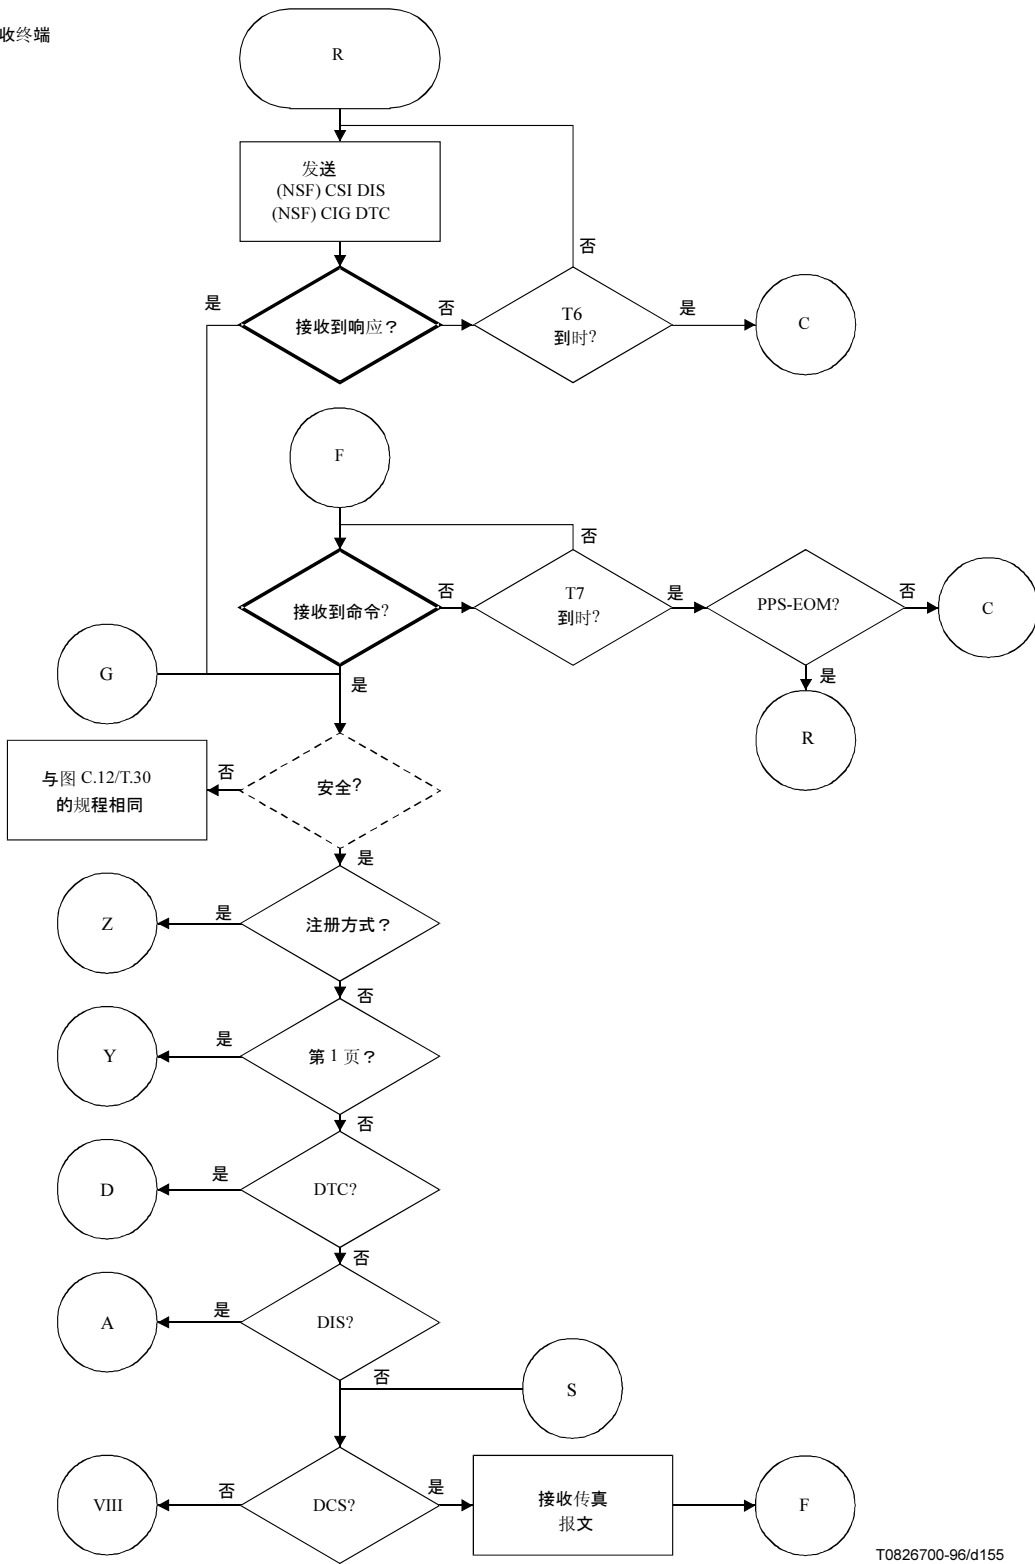 收终端
R
发送
(NSF) CSI DIS
(NSF) CIG DTC
否
是
接收到响应？
否
T6
到时?
是
C
F
否
接收到命令?
否
T7
到时?
是
PPS-EOM?
否
C
G
是
是
R
与图 C.12/T.30
的规程相同
否
安全?
是
Z
是
注册方式？
否
Y
是
第 1 页？
否
D
是
DTC?
否
A
是
DIS?
否
S
VIII
否
DCS?
是
接收传真
报文
F
T0826700-96/d155